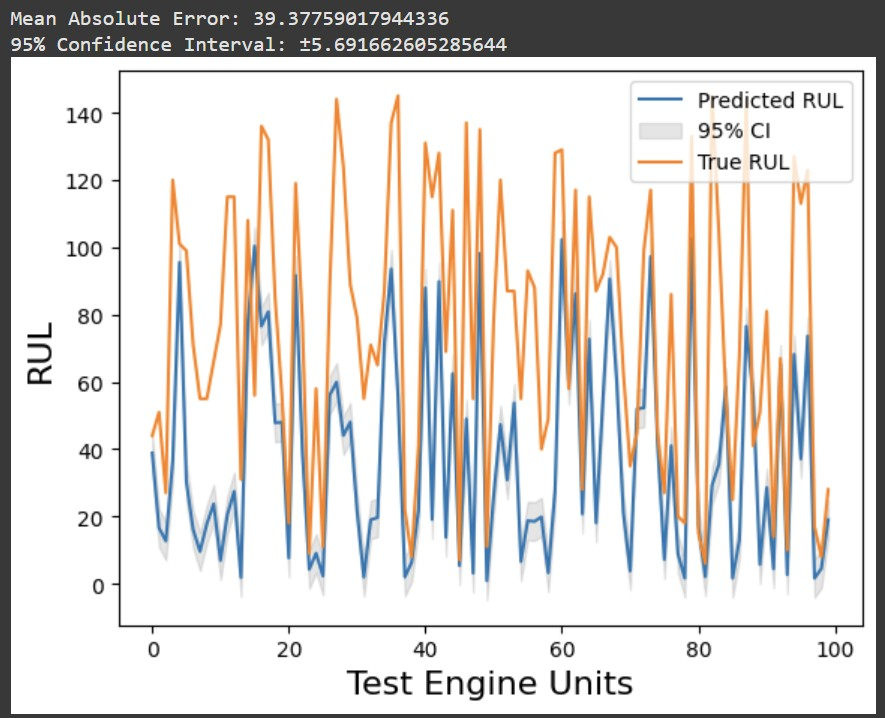 Mean Absolute Error: 39.37759017944336
95% Confidence Interval: ±5.691662605285644
Predicted RUL
95% CI
True RUL
140
120
100
80
60
40
20
0
RUL
0 20 40 60 80 100
Test Engine Units